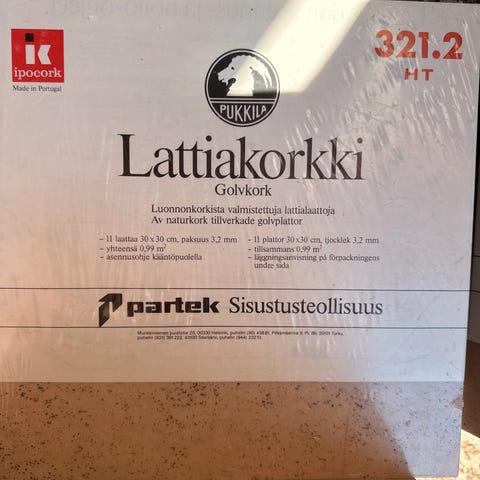 ipocork
Made in Portugal
321.2
HT
PUKKILA
Lattiakorkki
Golvkork
Luonnonkorkista valmistettuja lattialaattoja
Av naturkork tillverkade golvplattor
- 11 laattaa 30 x 30 cm, paksuus 3,2 mm
- yhteensä 0,99 m²
- asennusohje kääntöpuolella
- 11 plattor 30 x 30 cm, tjocklek 3,2 mm
- tillsammans 0,99 m²
- läggningsanvisning på förpackningens
undre sida
partek Sisustusteollisuus